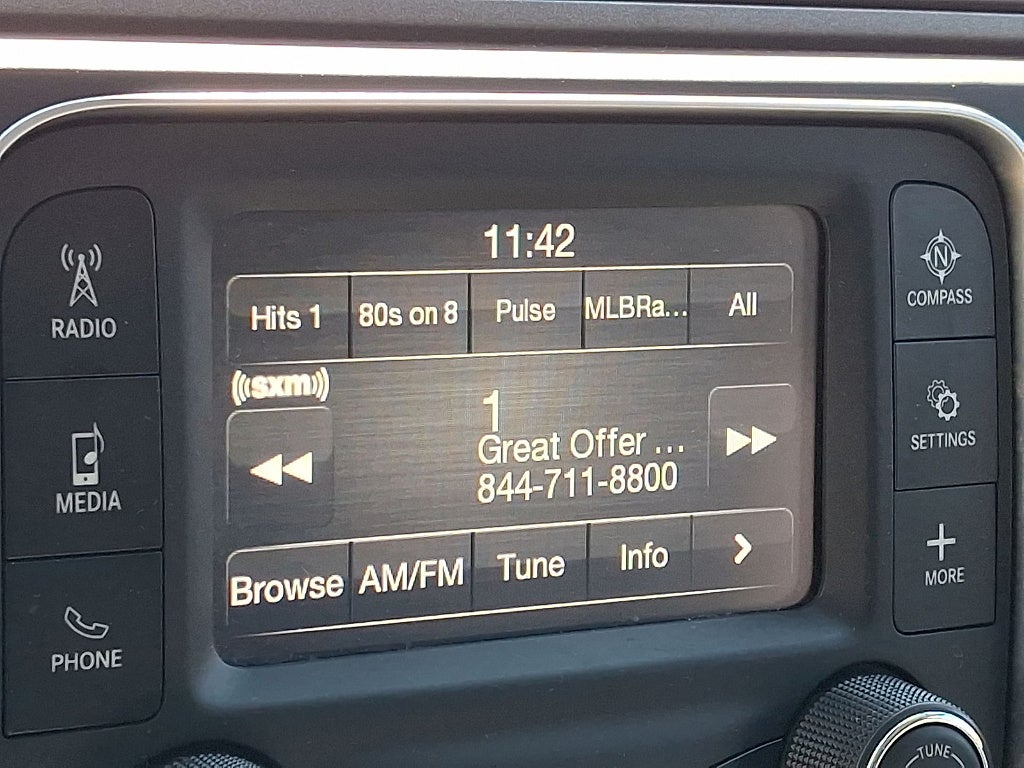 11:42
Hits 1 80s on 8 Pulse MLBRa... All
((sxm))
1
Great Offer ...
844-711-8800
Browse AM/FM Tune Info
RADIO
MEDIA
PHONE
N
COMPASS
SETTINGS
MORE
TUNE